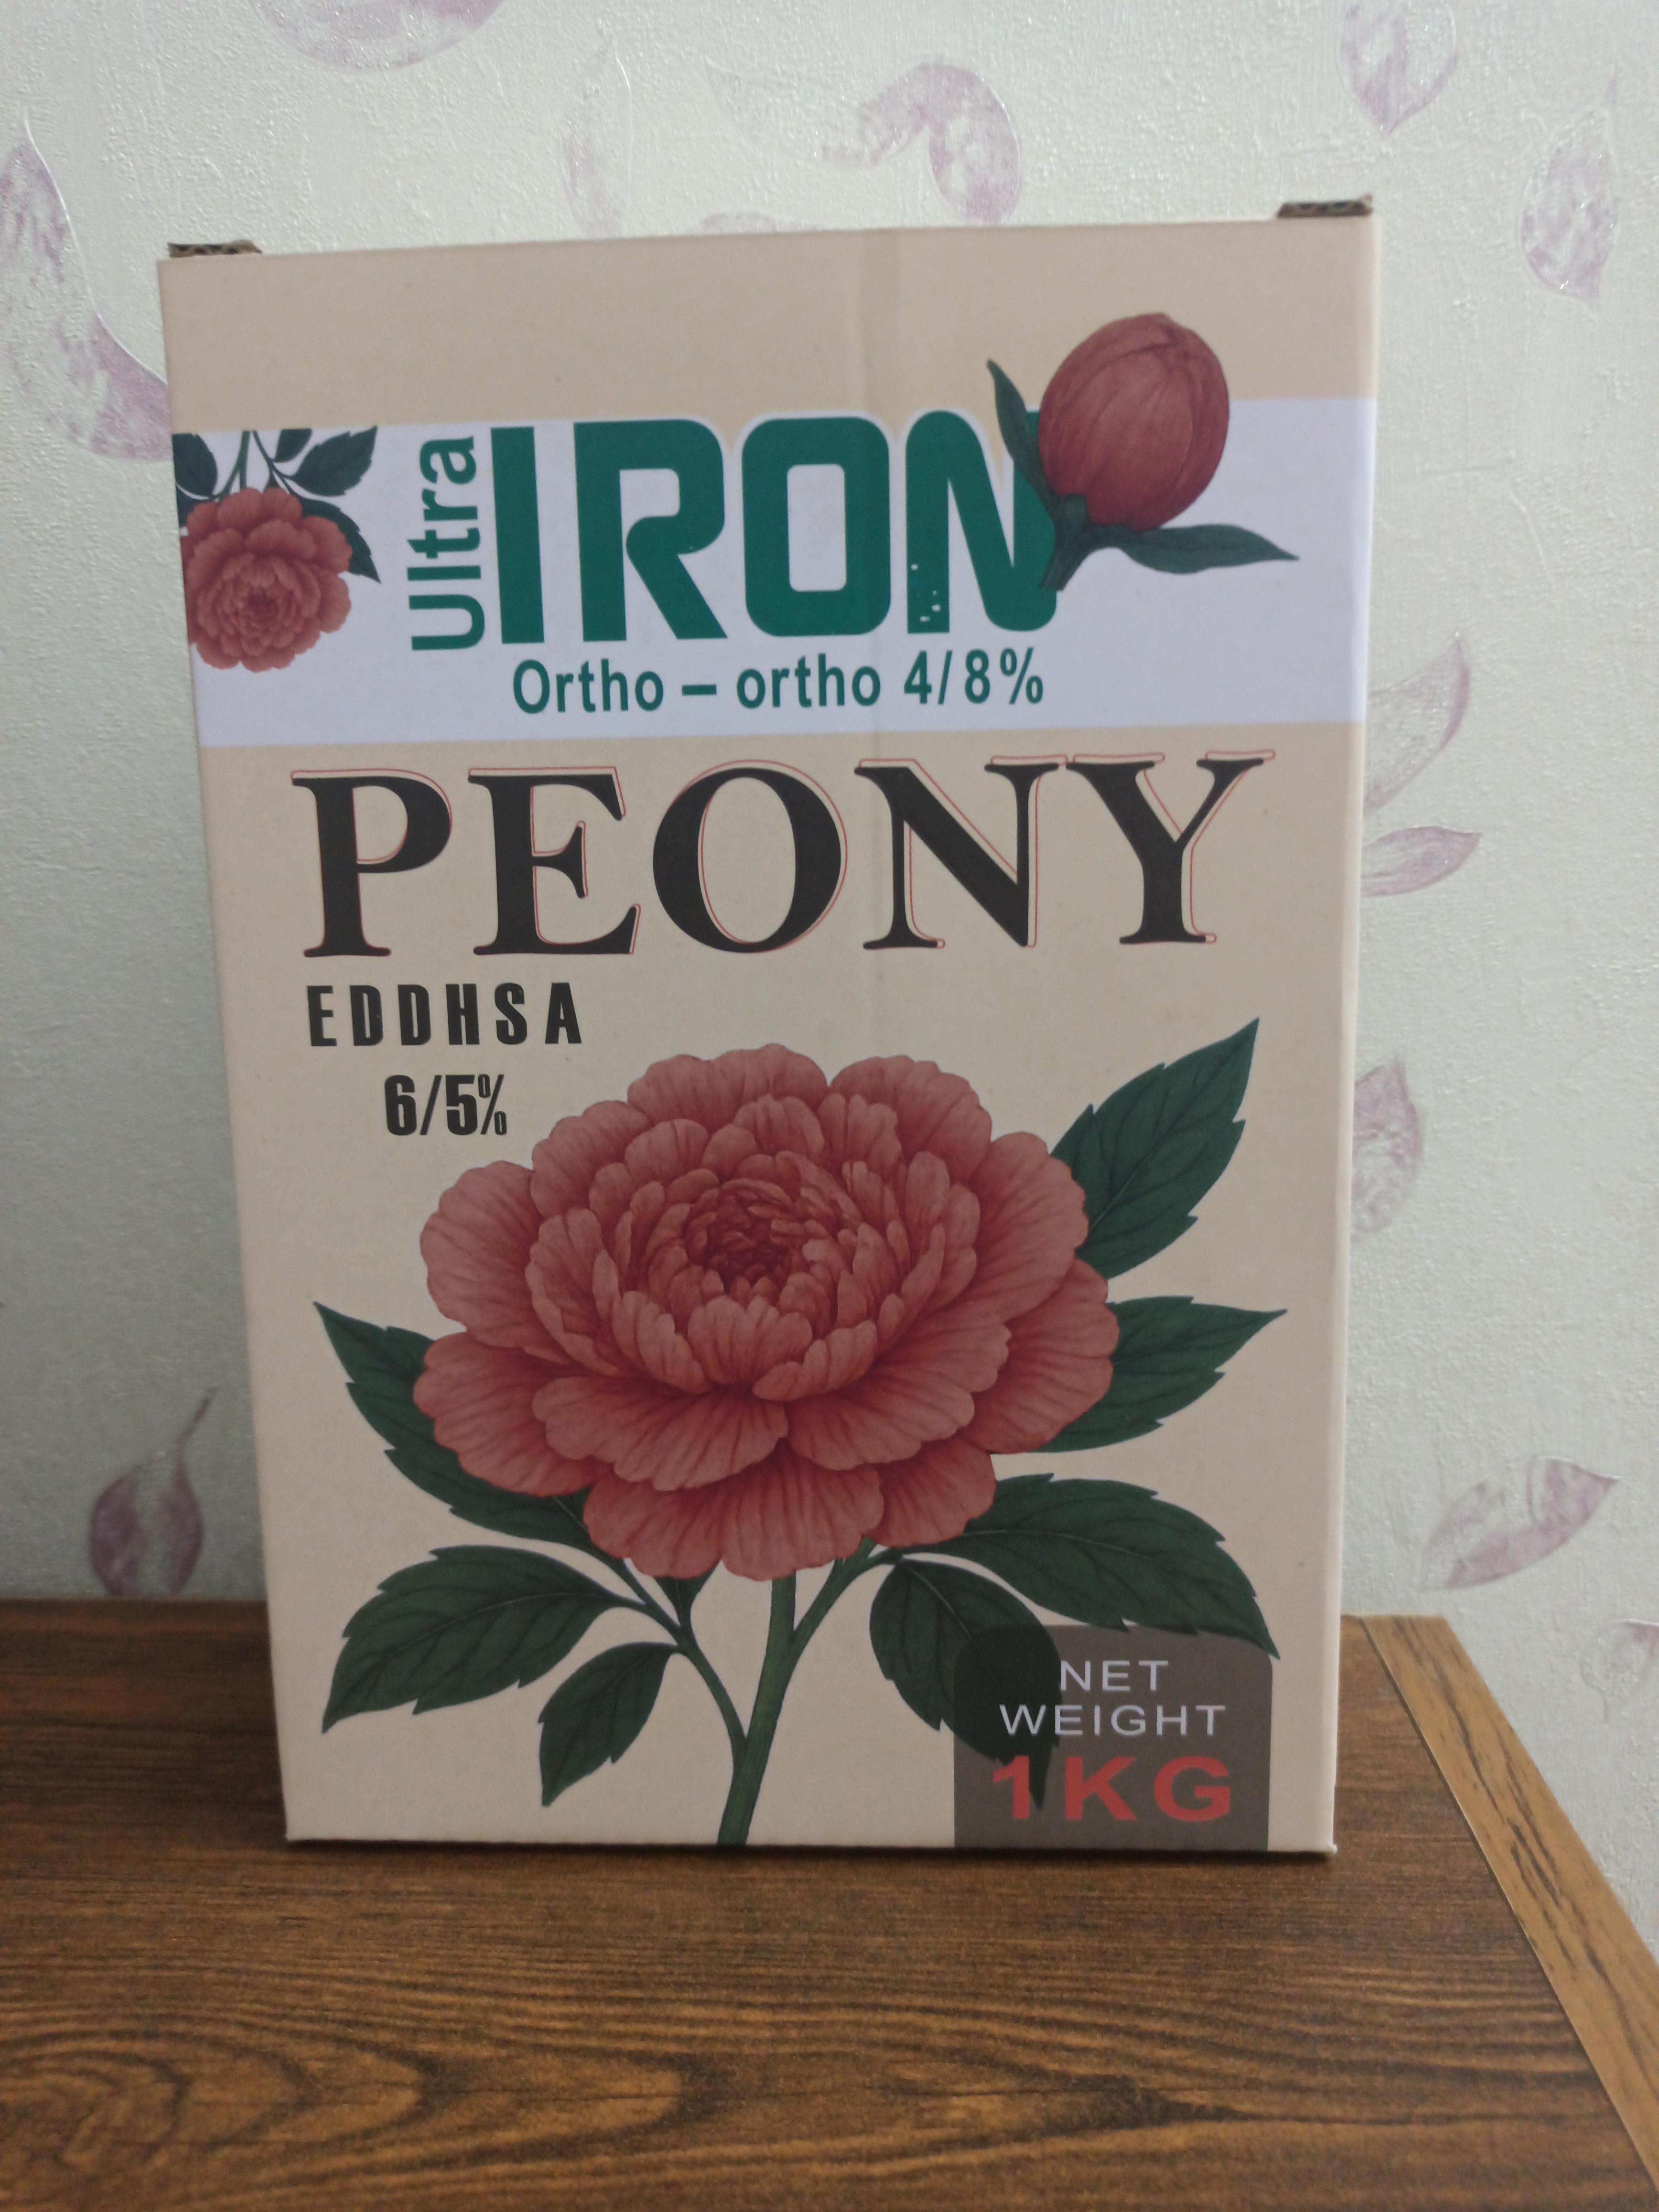 Ultra IRON
Ortho – ortho 4/8%
PEONY
EDDHSA
6/5%
NET
WEIGHT
1KG